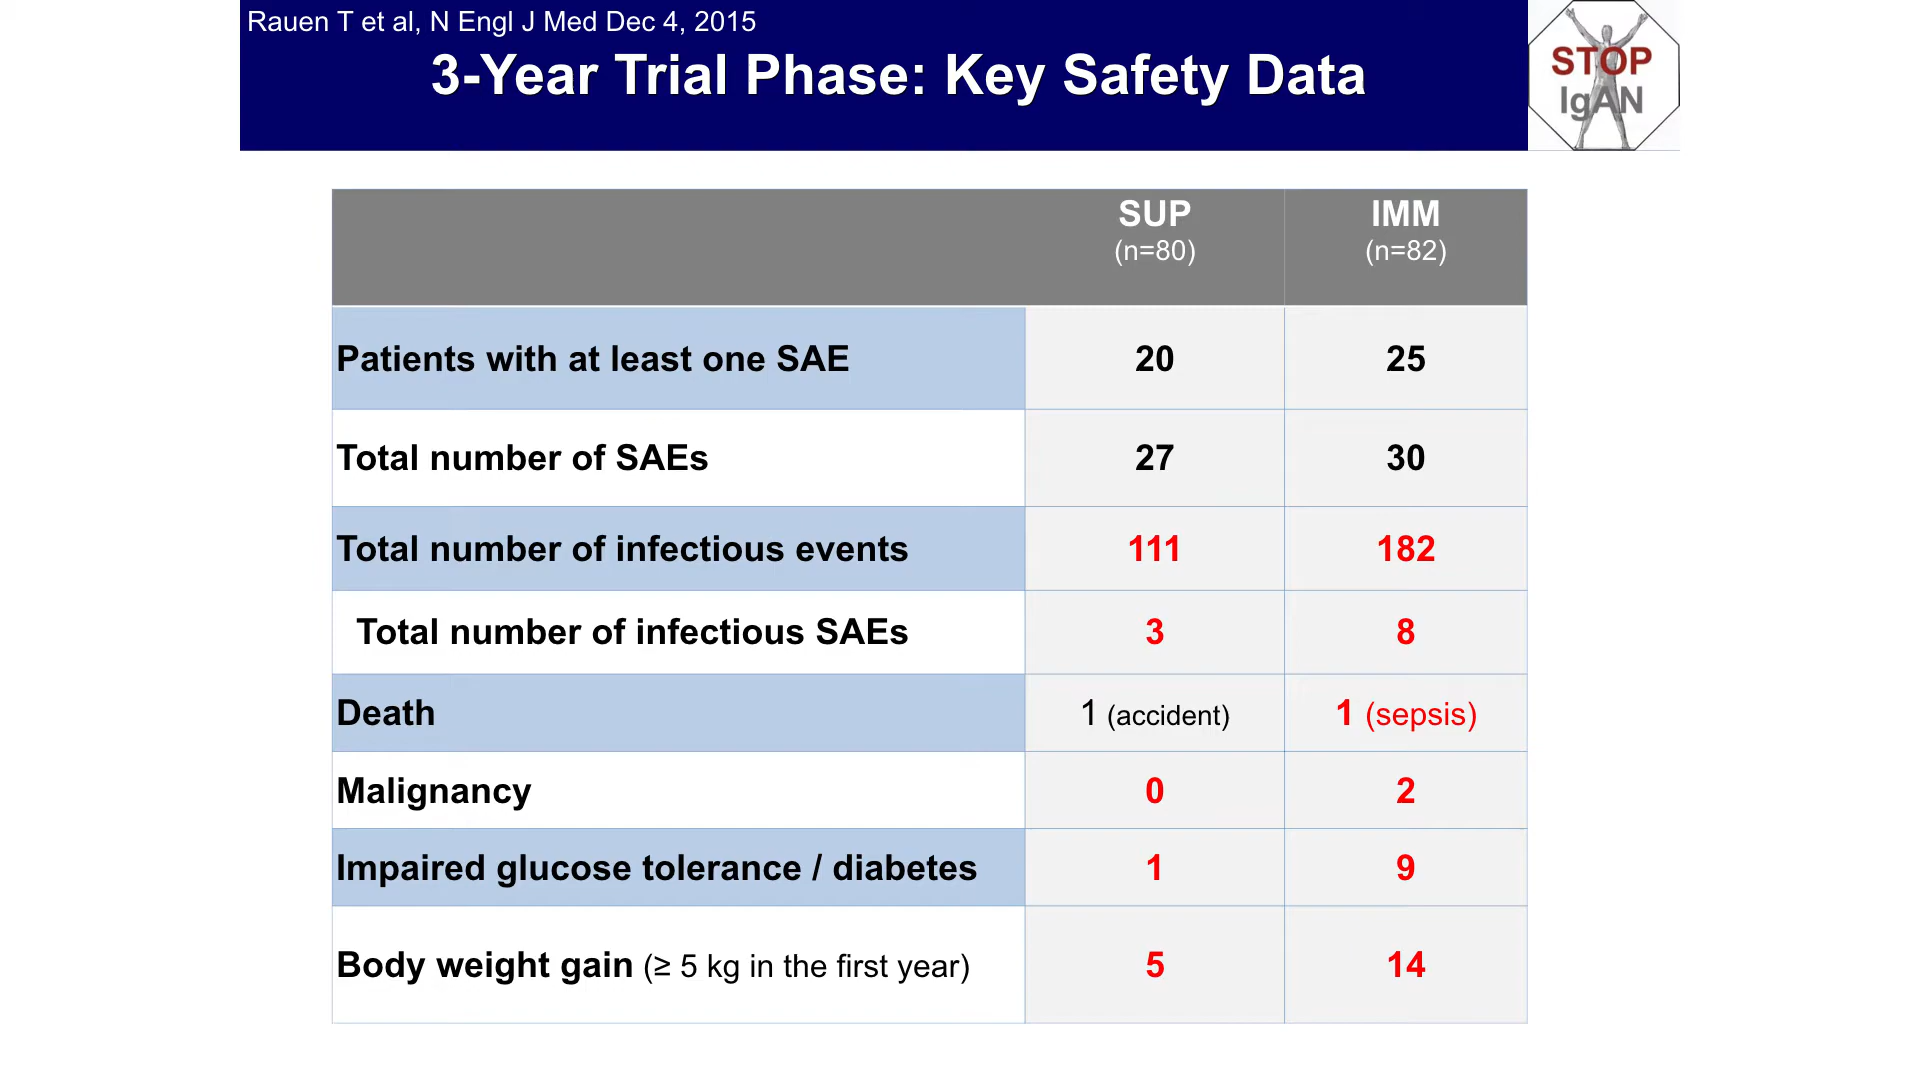 Rauen T et al, N Engl J Med Dec 4, 2015
3-Year Trial Phase: Key Safety Data
STOP
IgAN
SUP IMM
(n=80) (n=82)
Patients with at least one SAE 20 25
Total number of SAEs 27 30
Total number of infectious events 111 182
Total number of infectious SAEs 3 8
Death 1 (accident) 1 (sepsis)
Malignancy 0 2
Impaired glucose tolerance / diabetes 1 9
Body weight gain (≥ 5 kg in the first year) 5 14